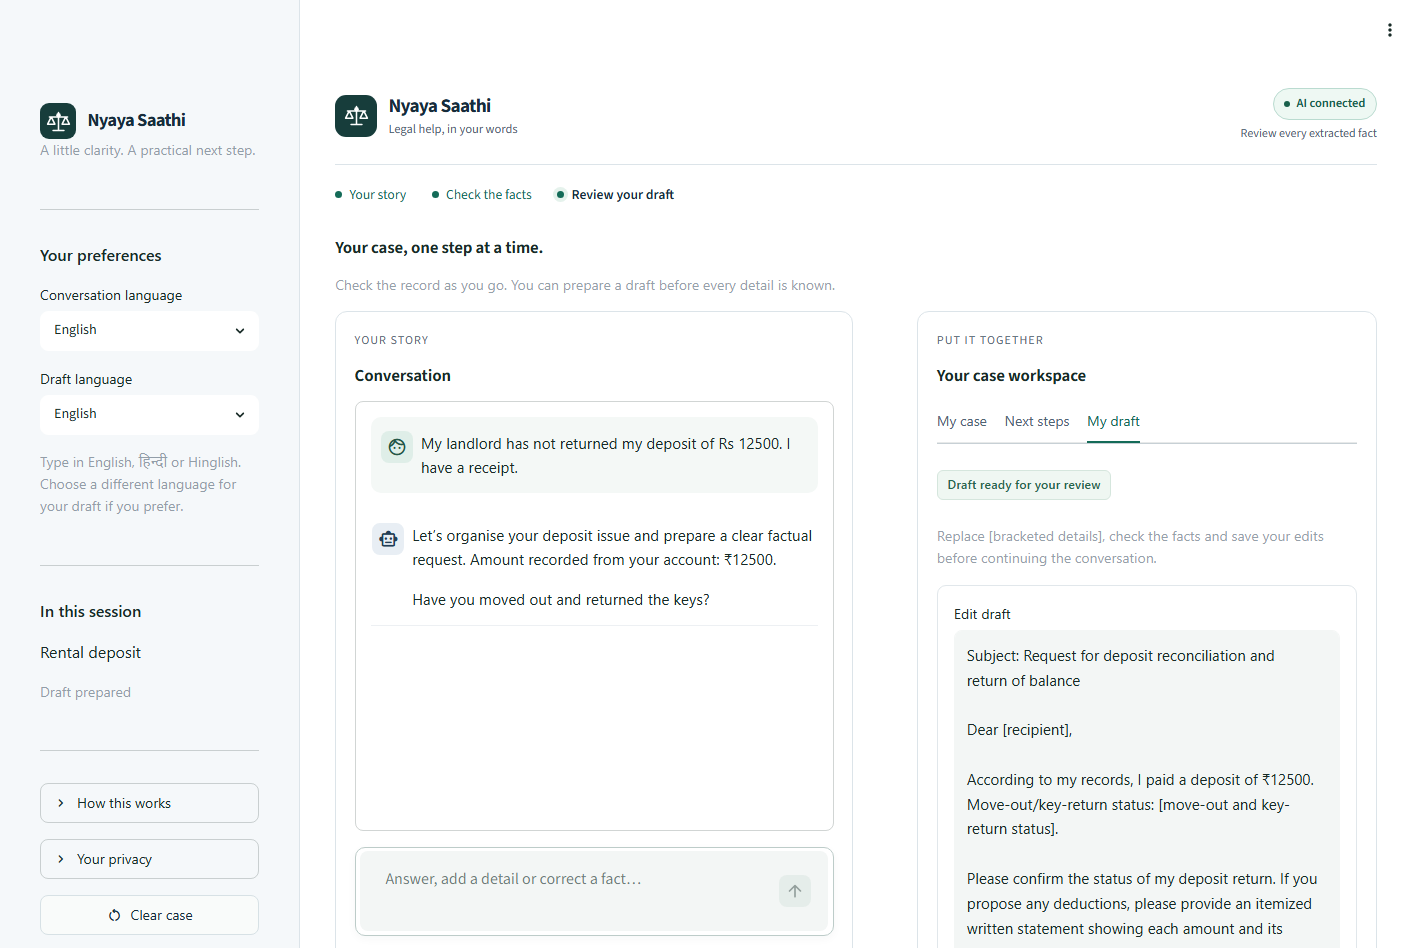 Nyaya Saathi
A little clarity. A practical next step.
Your preferences
Conversation language
English
Draft language
English
Type in English, हिन्दी or Hinglish.
Choose a different language for
your draft if you prefer.
In this session
Rental deposit
Draft prepared
How this works
Your privacy
Clear case
Nyaya Saathi
Legal help, in your words
AI connected
Review every extracted fact
Your story
Check the facts
Review your draft
Your case, one step at a time.
Check the record as you go. You can prepare a draft before every detail is known.
YOUR STORY
Conversation
My landlord has not returned my deposit of Rs 12500. I
have a receipt.
Let's organise your deposit issue and prepare a clear factual
request. Amount recorded from your account: ₹12500.
Have you moved out and returned the keys?
Answer, add a detail or correct a fact…
PUT IT TOGETHER
Your case workspace
My case
Next steps
My draft
Draft ready for your review
Replace [bracketed details], check the facts and save your edits
before continuing the conversation.
Edit draft
Subject: Request for deposit reconciliation and
return of balance
Dear [recipient],
According to my records, I paid a deposit of ₹12500.
Move-out/key-return status: [move-out and key-
return status].
Please confirm the status of my deposit return. If you
propose any deductions, please provide an itemized
written statement showing each amount and its